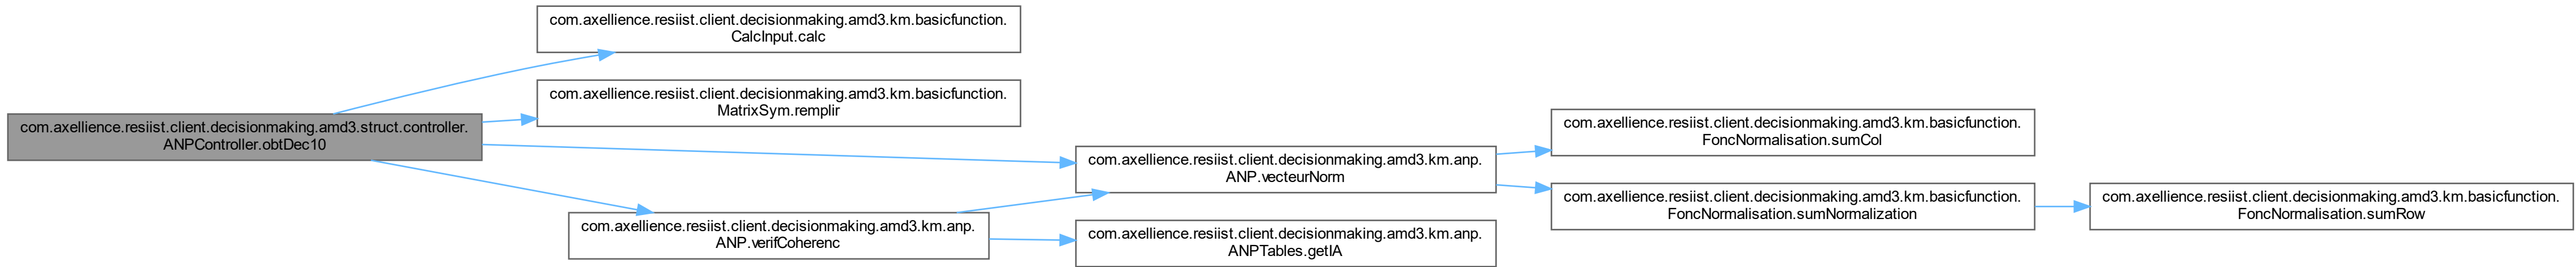 com.axellience.resiist.client.decisionmaking.amd3.struct.controller.
ANPController.obtDec10
com.axellience.resiist.client.decisionmaking.amd3.km.basicfunction.
CalcInput.calc
com.axellience.resiist.client.decisionmaking.amd3.km.basicfunction.
MatrixSym.remplir
com.axellience.resiist.client.decisionmaking.amd3.km.anp.
ANP.verifCoherenc
com.axellience.resiist.client.decisionmaking.amd3.km.anp.
ANP.vecteurNorm
com.axellience.resiist.client.decisionmaking.amd3.km.anp.
ANPTables.getIA
com.axellience.resiist.client.decisionmaking.amd3.km.basicfunction.
FoncNormalisation.sumCol
com.axellience.resiist.client.decisionmaking.amd3.km.basicfunction.
FoncNormalisation.sumNormalization
com.axellience.resiist.client.decisionmaking.amd3.km.basicfunction.
FoncNormalisation.sumRow